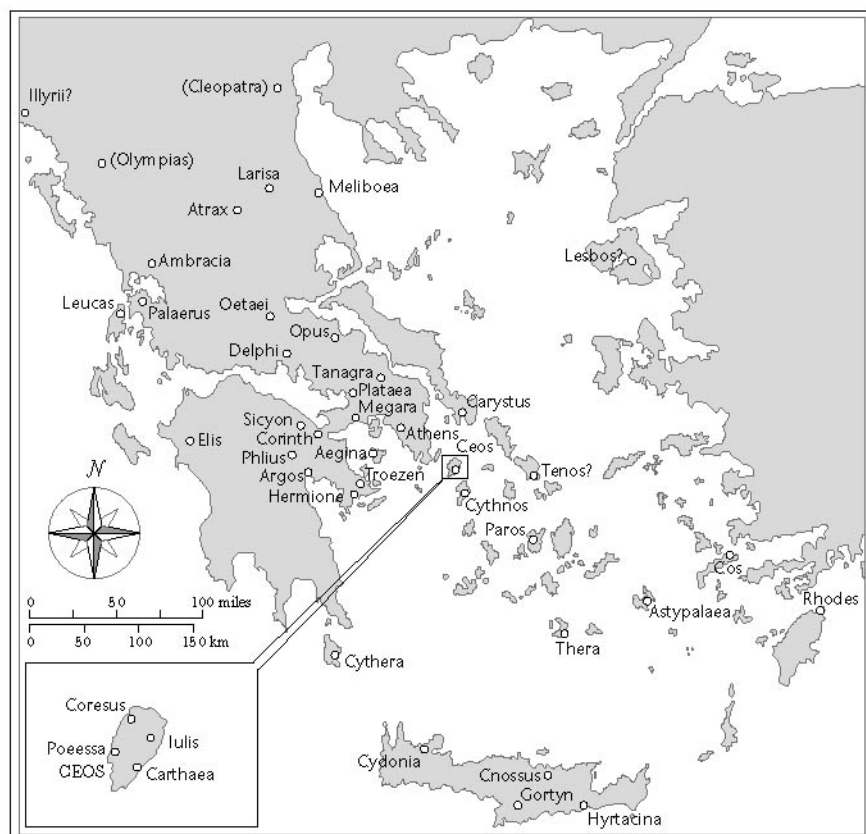 (Cleopatra)
Illyrii?
(Olympias)
Larisa
Meliboea
Atrax
Lesbos?
Ambracia
Leucas
Palaerus
Oetaei
Opus
Delphi
Tanagra
Plataea
Megara
Carystus
Sicyon
Athens
Elis
Corinth
Ceos
Phlius
Aegina
Argos
Troezen
Tenos?
Hermione
Cythnos
N
Paros
Cos
0 50 100 miles
Astypalaea
Rhodes
0 50 100 150 km
Thera
Cythera
Coresus
Iulis
Poeessa
CEOS
Carthaea
Cydonia
Cnossus
Gortyn
Hyrtacina